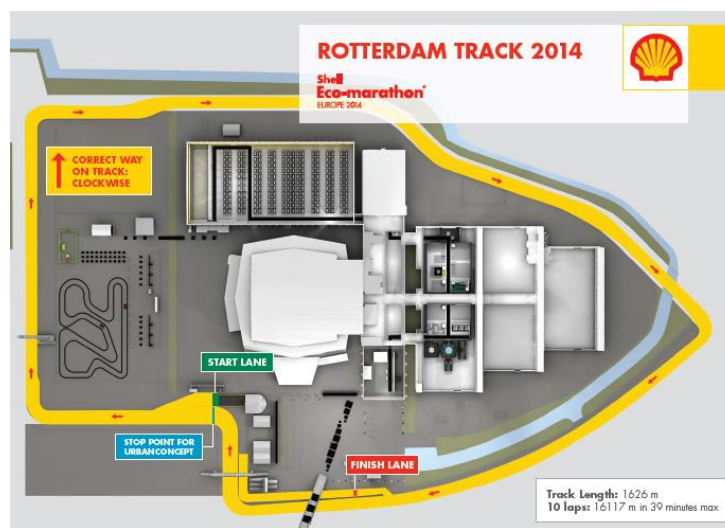 ROTTERDAM TRACK 2014
Shell
Eco-marathon
EUROPE 2014
CORRECT WAY
ON TRACK:
CLOCKWISE
START LANE
STOP POINT FOR
URBANCONCEPT
FINISH LANE
Track Length: 1626 m
10 laps: 16117 m in 39 minutes max